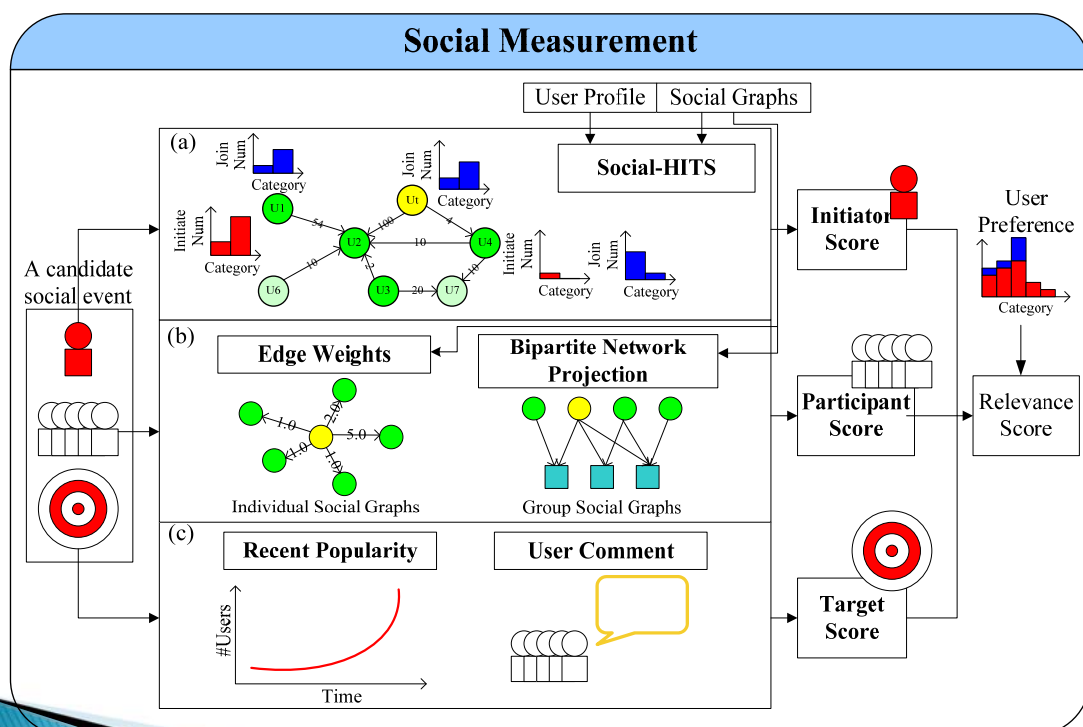 Social Measurement
User Profile
Social Graphs
(a)
Social-HITS
Join
Num
Category
Join
Num
Category
Initiate
Num
Category
U1
54
Ut
100
4
U2
10
U4
10
2
10
U6
U3
20
U7
Initiate
Num
Category
Join
Num
Category
A candidate
social event
Initiator
Score
User
Preference
Category
(b)
Edge Weights
Bipartite Network
Projection
1.0
2.0
5.0
1.0
1.0
Individual Social Graphs
Group Social Graphs
Participant
Score
Relevance
Score
(c)
Recent Popularity
User Comment
#Users
Time
Target
Score